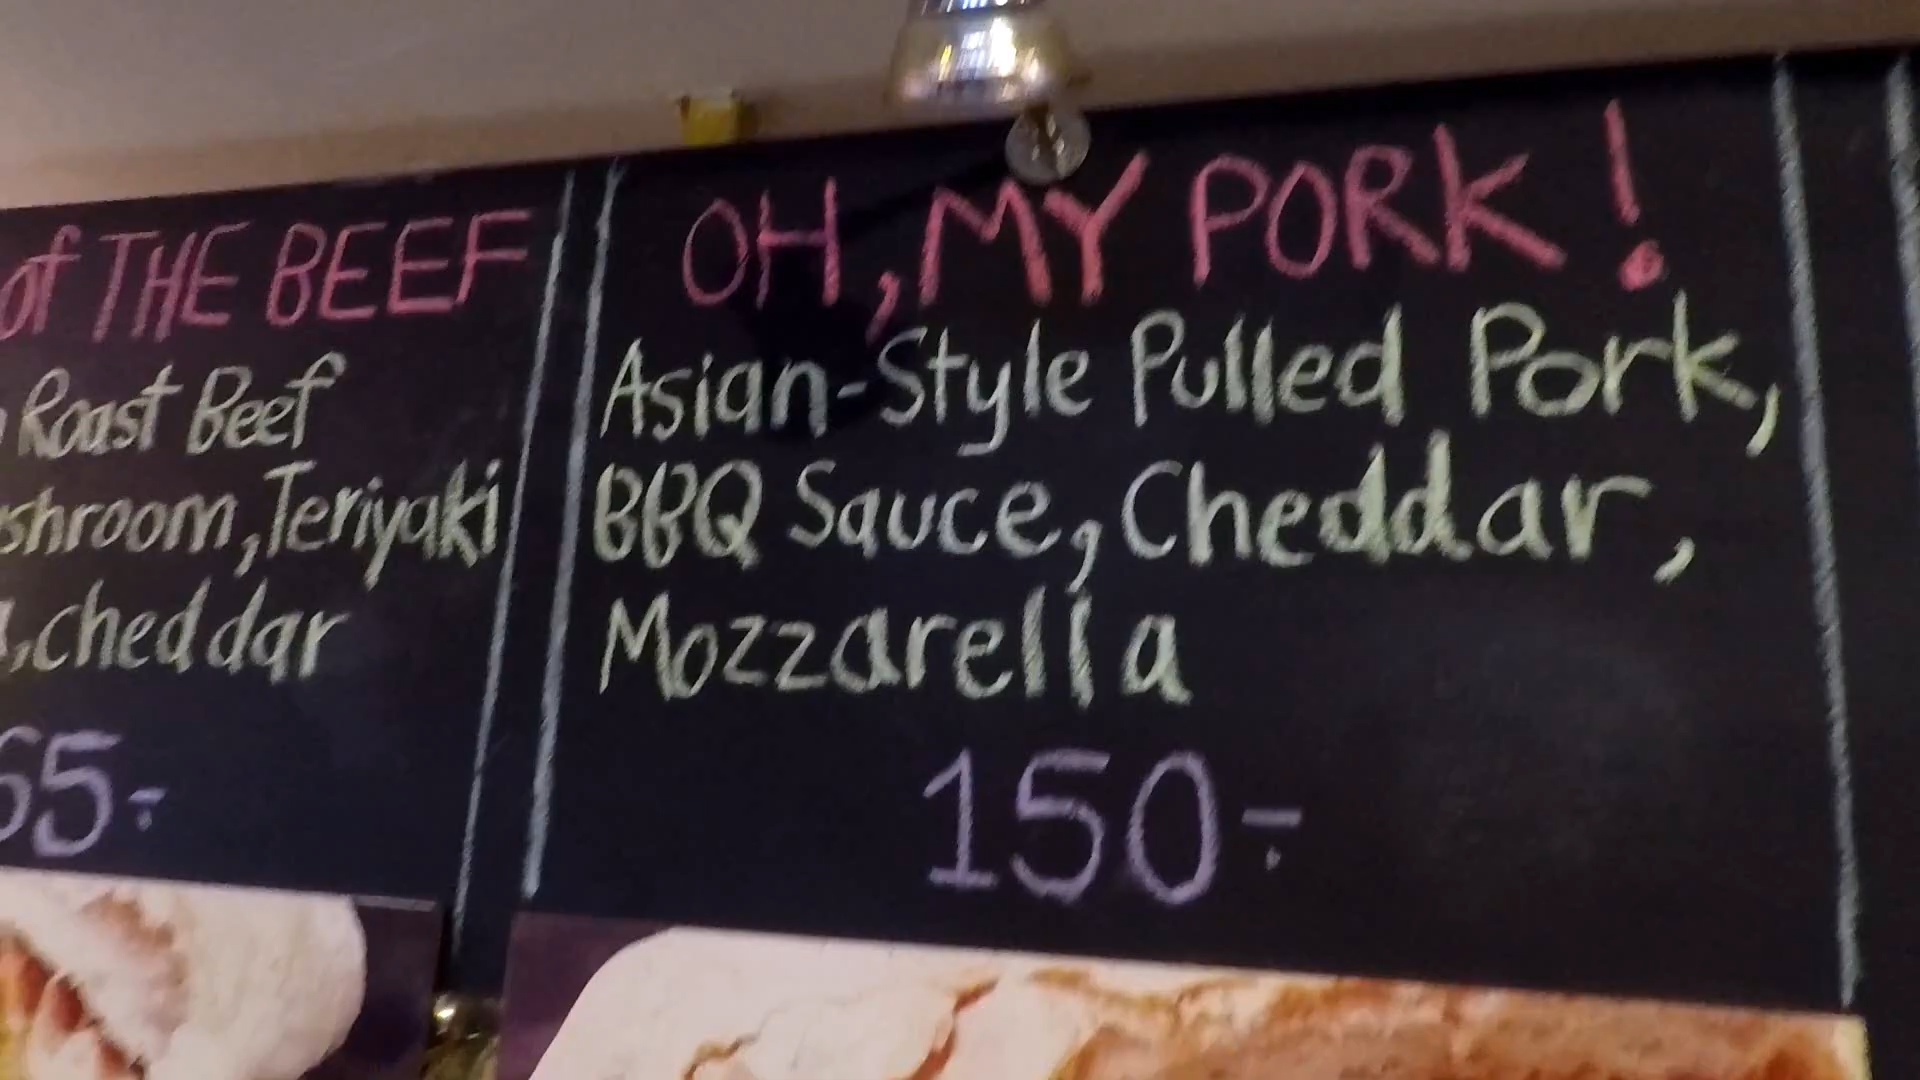 of THE BEEF
Roast Beef
shroom, Teriyaki
, cheddar
65.-
OH, MY PORK!
Asian-Style Pulled Pork,
BBQ Sauce, Cheddar,
Mozzarella
150.-